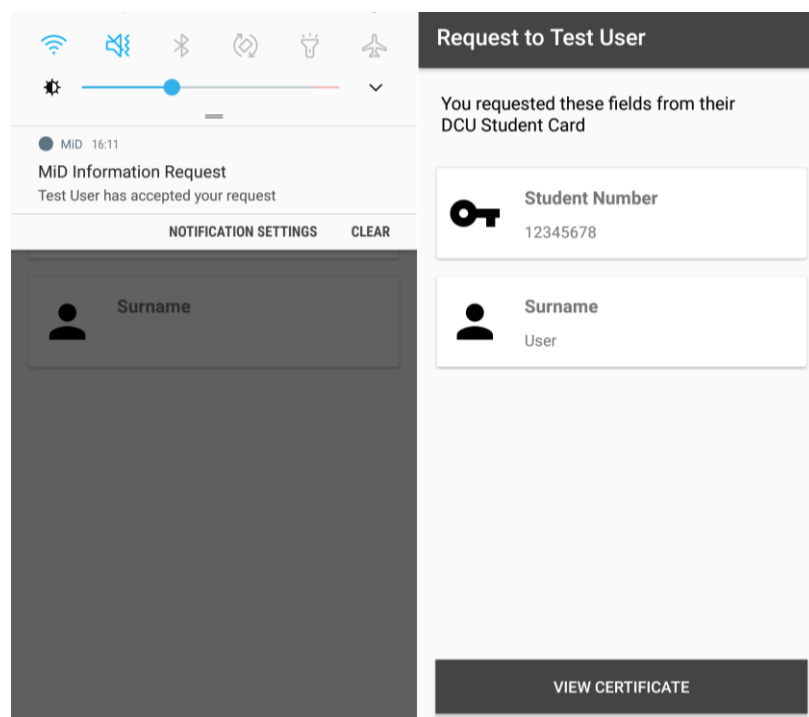 MiD 16:11
MiD Information Request
Test User has accepted your request
NOTIFICATION SETTINGS CLEAR
Surname
Request to Test User
You requested these fields from their
DCU Student Card
Student Number
12345678
Surname
User
VIEW CERTIFICATE